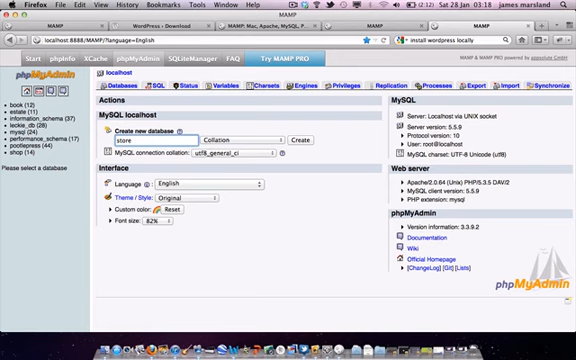 Firefox File Edit View History Bookmarks Tools Window Help
Sat 28 Jan 03:18 james marsland
MAMP
WordPress › Download
MAMP: Mac, Apache, MySQL, P...
MAMP
MAMP
localhost:8888/MAMP/?language=English
install wordpress locally
Start phpInfo XCache phpMyAdmin SQLiteManager FAQ Try MAMP PRO
MAMP & MAMP PRO powered by appsolute GmbH
phpMyAdmin
book (12)
estate (11)
information_schema (37)
leckie_db (28)
mysql (24)
performance_schema (17)
pootlepress (44)
shop (14)
Please select a database
localhost
Databases SQL Status Variables Charsets Engines Privileges Replication Processes Export Import Synchronize
Actions
MySQL localhost
Create new database
store Collation Create
MySQL connection collation: utf8_general_ci
Interface
Language : English
Theme / Style: Original
Custom color: Reset
Font size: 82%
MySQL
Server: Localhost via UNIX socket
Server version: 5.5.9
Protocol version: 10
User: root@localhost
MySQL charset: UTF-8 Unicode (utf8)
Web server
Apache/2.0.64 (Unix) PHP/5.3.5 DAV/2
MySQL client version: 5.5.9
PHP extension: mysql
phpMyAdmin
Version information: 3.3.9.2
Documentation
Wiki
Official Homepage
[ChangeLog] [Git] [Lists]
phpMyAdmin